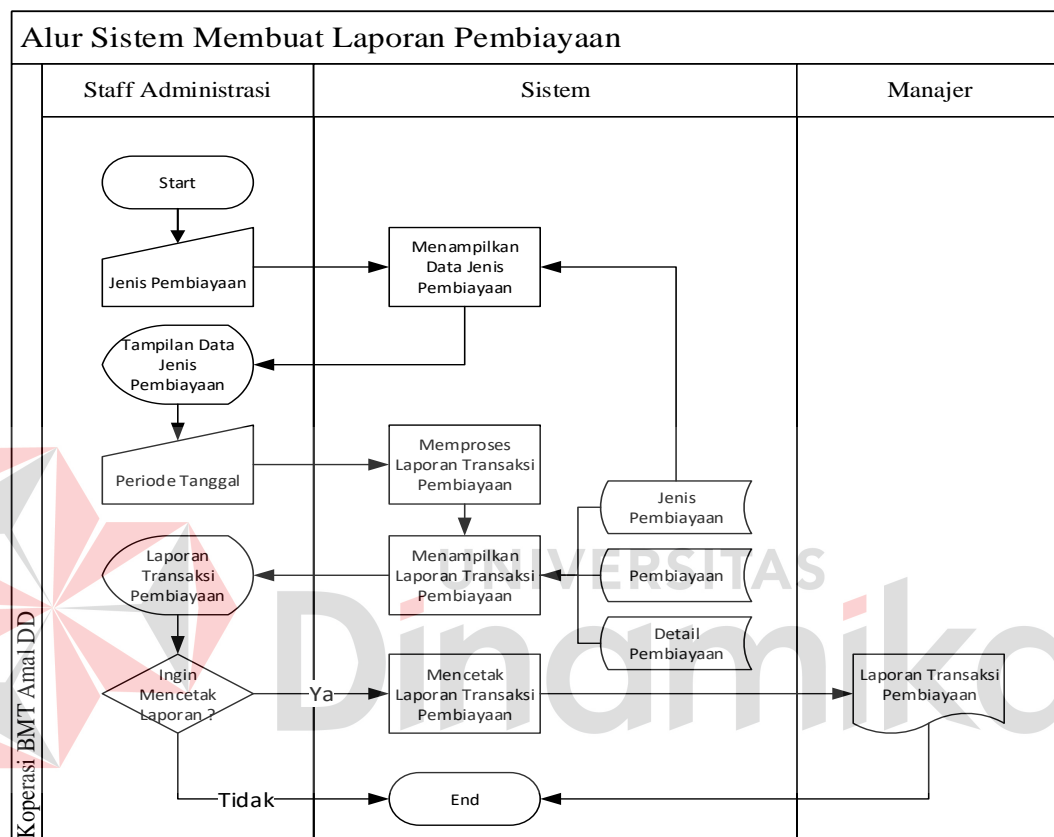 Alur Sistem Membuat Laporan Pembiayaan
Staff Administrasi
Sistem
Manajer
Koperasi BMT Amal DD
Start
Jenis Pembiayaan
Menampilkan
Data Jenis
Pembiayaan
Tampilan Data
Jenis
Pembiayaan
Periode Tanggal
Memproses
Laporan Transaksi
Pembiayaan
Jenis
Pembiayaan
Laporan
Transaksi
Pembiayaan
Menampilkan
Laporan Transaksi
Pembiayaan
Pembiayaan
Detail
Pembiayaan
Ingin
Mencetak
Laporan ?
Ya
Mencetak
Laporan Transaksi
Pembiayaan
Laporan Transaksi
Pembiayaan
Tidak
End
UNIVERSITAS
Dinamika